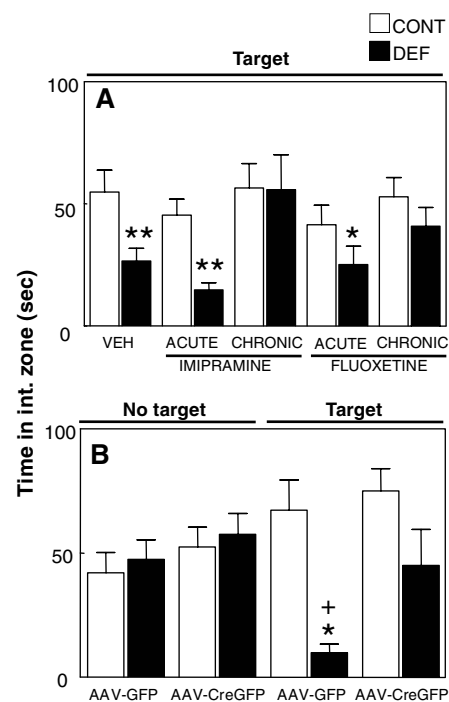 CONT
DEF
Target
100
A
50
**
**
*
0
VEH ACUTE CHRONIC ACUTE CHRONIC
IMIPRAMINE FLUOXETINE
Time in int. zone (sec)
No target Target
100
B
50
+
*
0
AAV-GFP AAV-CreGFP AAV-GFP AAV-CreGFP